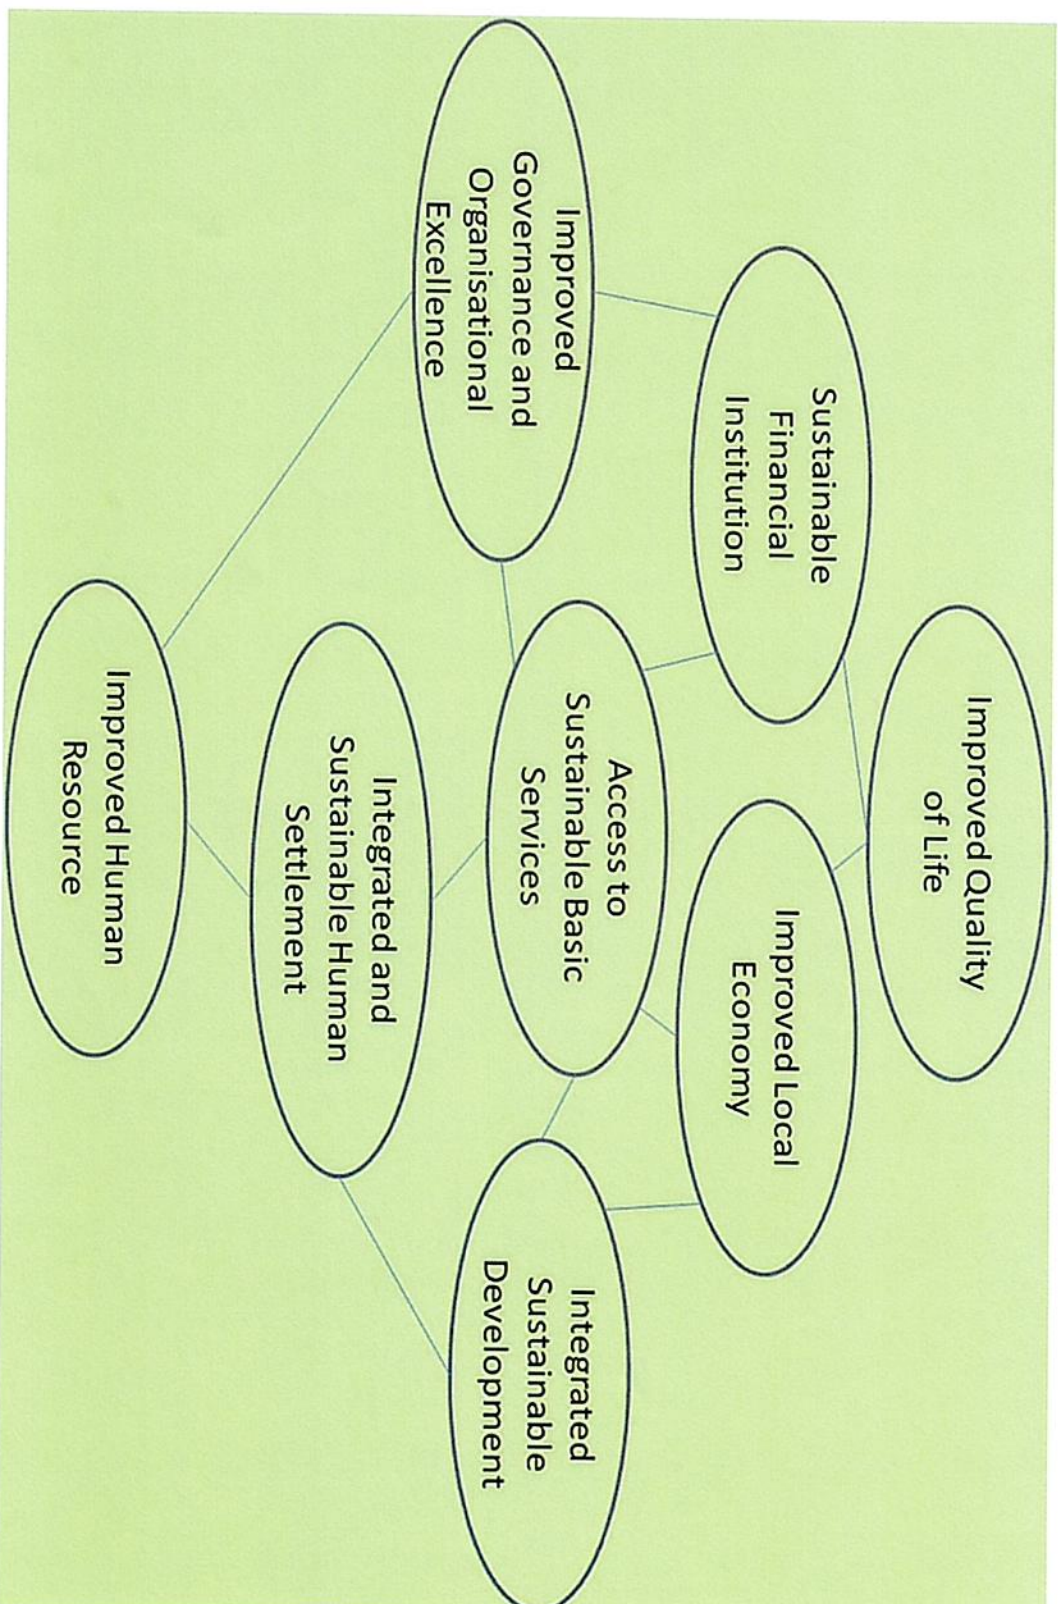 Improved Quality
of Life
Sustainable
Financial
Institution
Improved Local
Economy
Improved
Governance and
Organisational
Excellence
Access to
Sustainable Basic
Services
Integrated
Sustainable
Development
Integrated and
Sustainable Human
Settlement
Improved Human
Resource